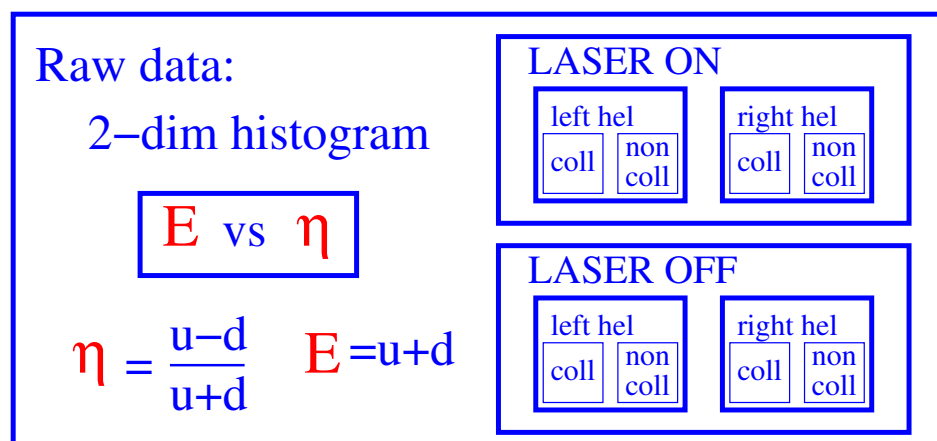 Raw data:
2−dim histogram
E vs η
η = u−d / u+d
E =u+d
LASER ON
left hel
coll
non
coll
right hel
coll
non
coll
LASER OFF
left hel
coll
non
coll
right hel
coll
non
coll